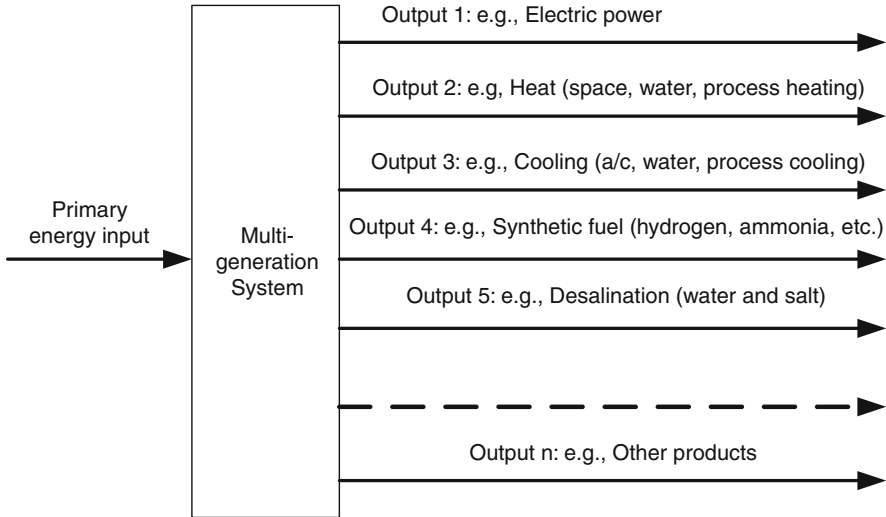 Output 1: e.g., Electric power
Output 2: e.g, Heat (space, water, process heating)
Output 3: e.g., Cooling (a/c, water, process cooling)
Primary
energy input
Multi-
generation
System
Output 4: e.g., Synthetic fuel (hydrogen, ammonia, etc.)
Output 5: e.g., Desalination (water and salt)
Output n: e.g., Other products